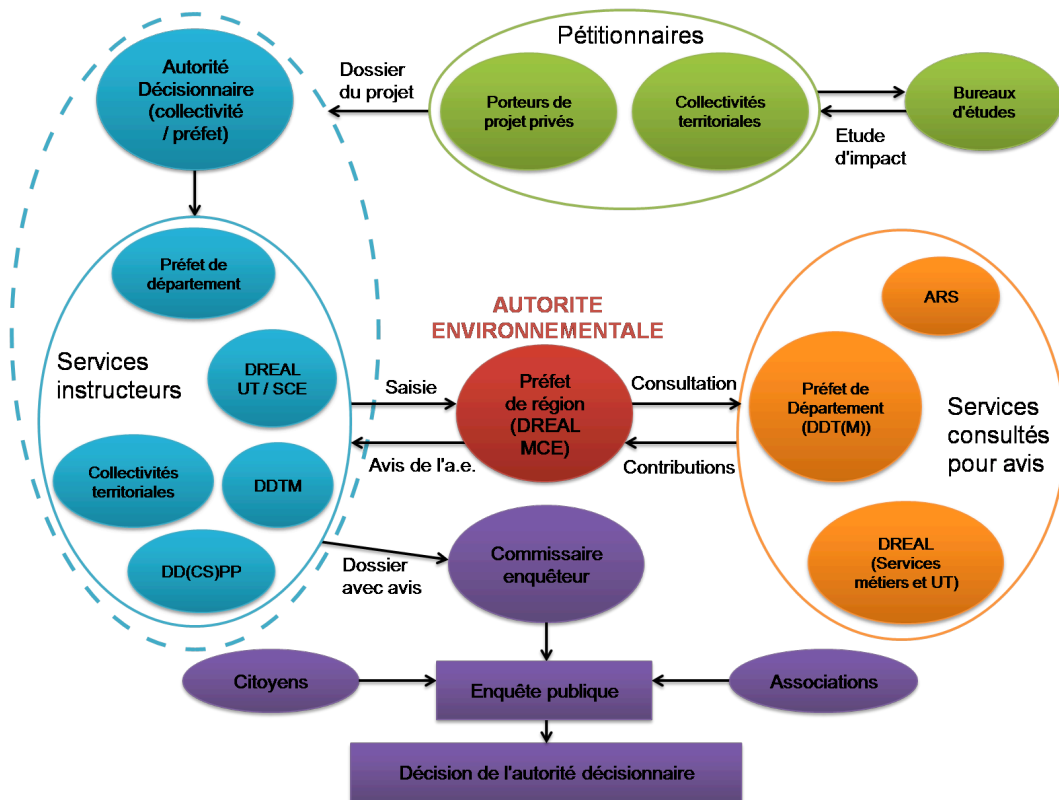 Pétitionnaires
Autorité
Décisionnaire
(collectivité
/ préfet)
Dossier
du projet
Porteurs de
projet privés
Collectivités
territoriales
Bureaux
d'études
Etude
d'impact
Préfet de
département
ARS
AUTORITE
ENVIRONNEMENTALE
Services
instructeurs
DREAL
UT / SCE
Saisie
Préfet
de région
(DREAL
MCE)
Consultation
Préfet de
Département
(DDT(M))
Services
consultés
pour avis
Avis de l'a.e.
Contributions
Collectivités
territoriales
DDTM
DD(CS)PP
Dossier
avec avis
Commissaire
enquêteur
DREAL
(Services
métiers et UT)
Citoyens
Enquête publique
Associations
Décision de l'autorité décisionnaire